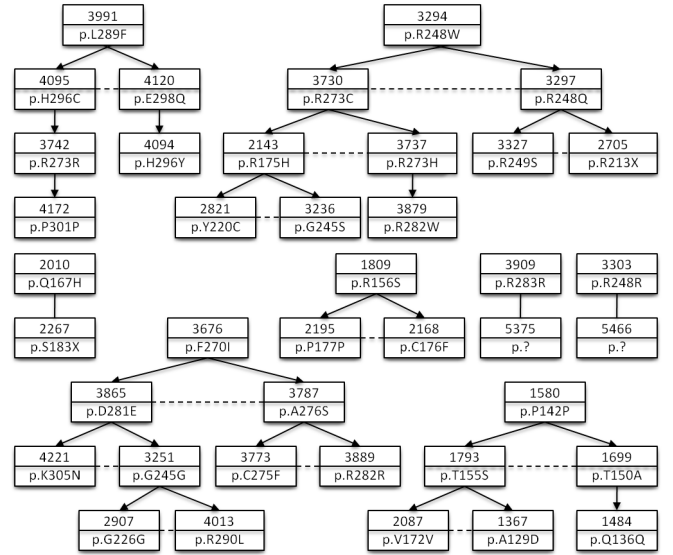 3991
p.L289F
3294
p.R248W
4095
p.H296C
4120
p.E298Q
3730
p.R273C
3297
p.R248Q
3742
p.R273R
4094
p.H296Y
2143
p.R175H
3737
p.R273H
3327
p.R249S
2705
p.R213X
4172
p.P301P
2821
p.Y220C
3236
p.G245S
3879
p.R282W
2010
p.Q167H
1809
p.R156S
3909
p.R283R
3303
p.R248R
2267
p.S183X
3676
p.F270I
2195
p.P177P
2168
p.C176F
5375
p.?
5466
p.?
3865
p.D281E
3787
p.A276S
1580
p.P142P
4221
p.K305N
3251
p.G245G
3773
p.C275F
3889
p.R282R
1793
p.T155S
1699
p.T150A
2907
p.G226G
4013
p.R290L
2087
p.V172V
1367
p.A129D
1484
p.Q136Q